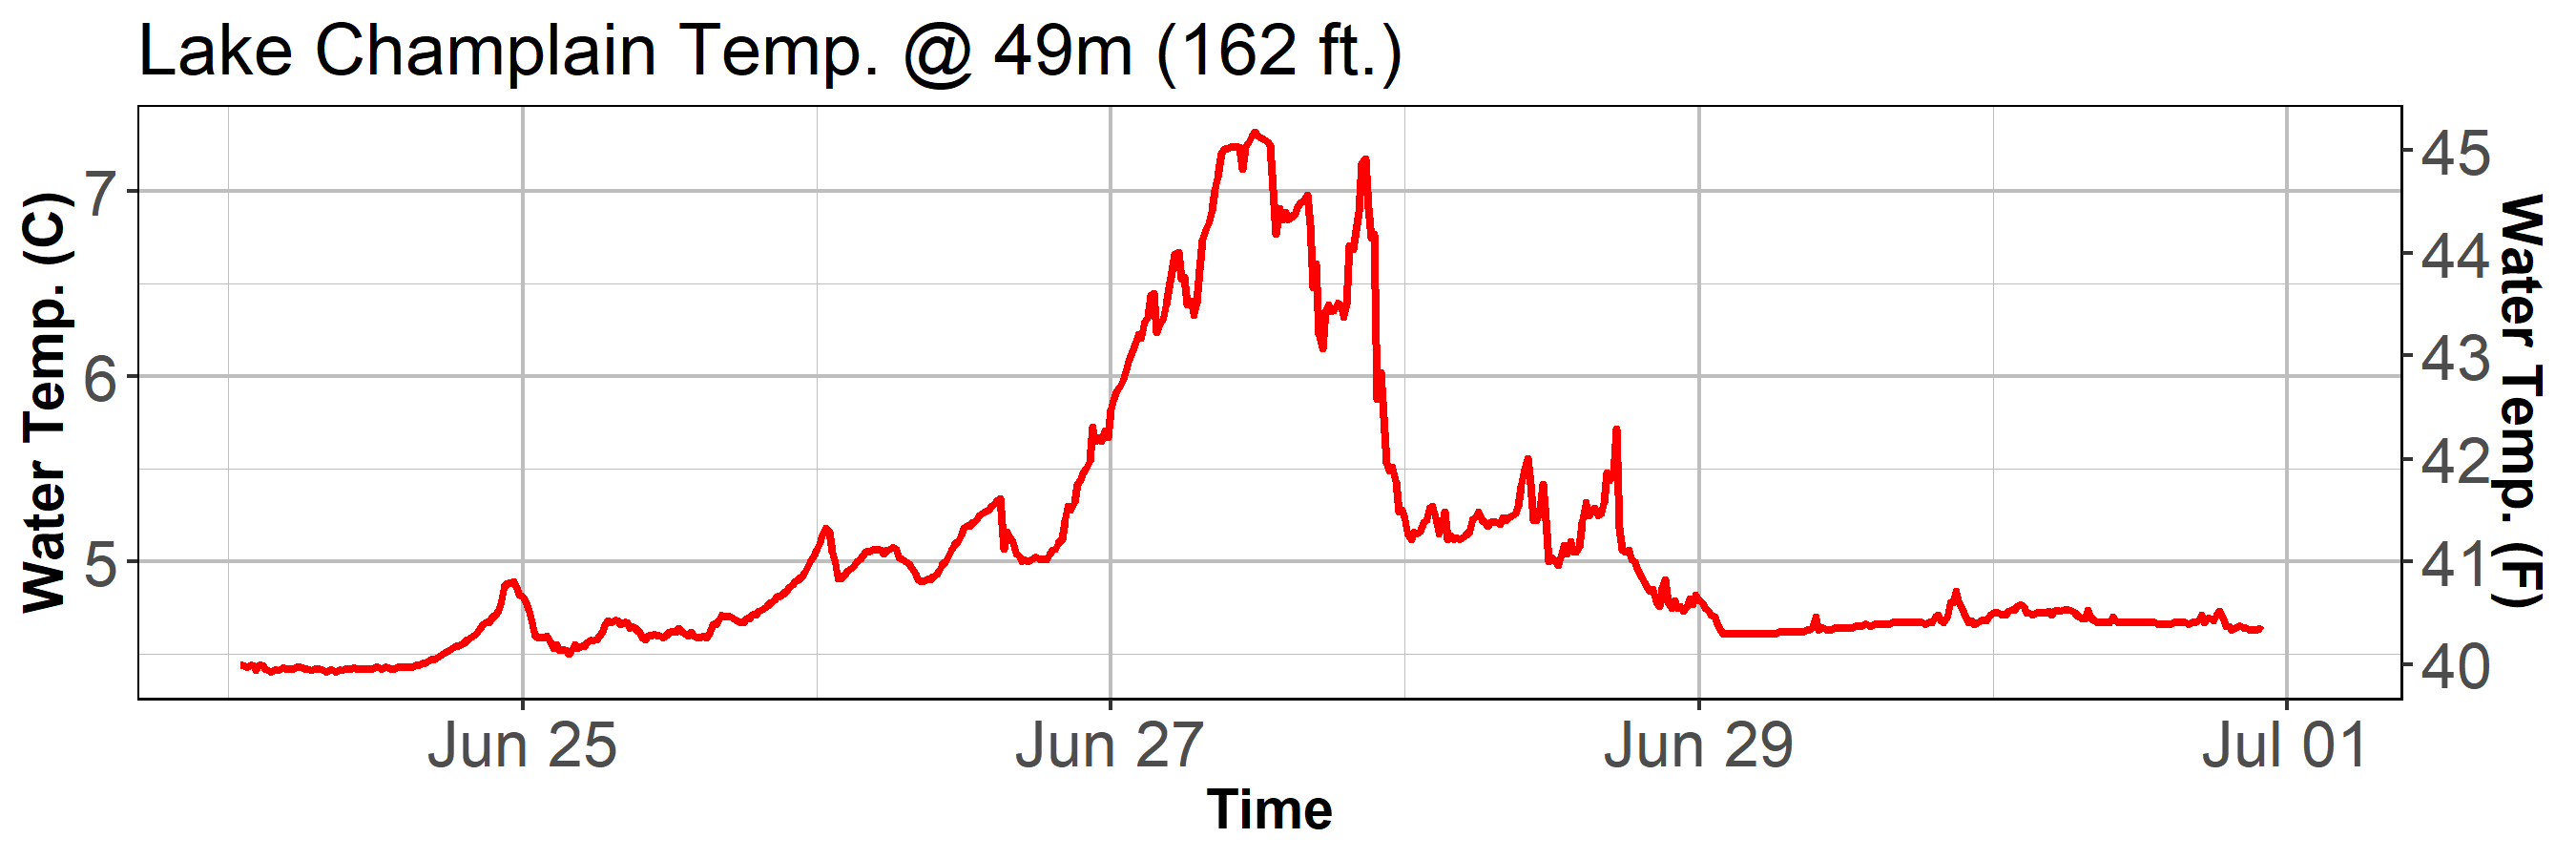 Lake Champlain Temp. @ 49m (162 ft.)
Water Temp. (C)
7
6
5
45
44
43
42
41
40
Water Temp. (F)
Jun 25 Jun 27 Jun 29 Jul 01
Time